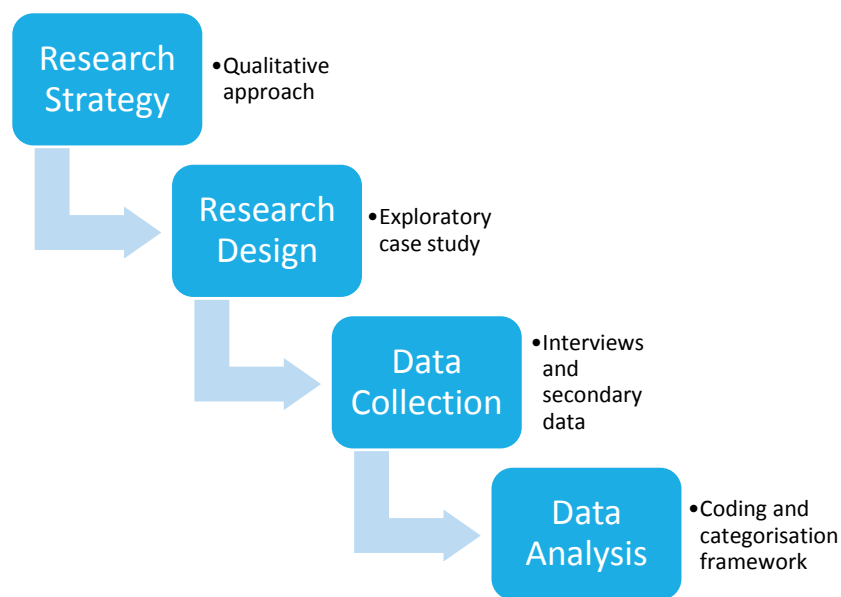 Research
Strategy
•Qualitative
approach
Research
Design
•Exploratory
case study
Data
Collection
•Interviews
and
secondary
data
Data
Analysis
•Coding and
categorisation
framework